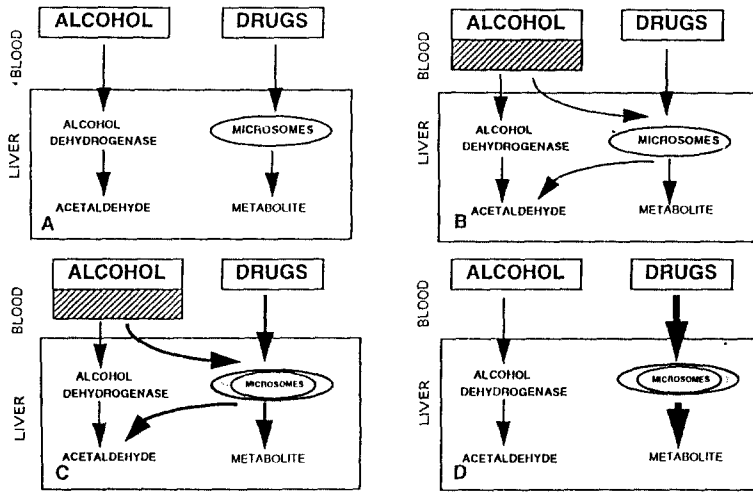 ALCOHOL
DRUGS
BLOOD
LIVER
ALCOHOL
DEHYDROGENASE
MICROSOMES
ACETALDEHYDE
METABOLITE
A
ALCOHOL
DRUGS
BLOOD
LIVER
ALCOHOL
DEHYDROGENASE
MICROSOMES
ACETALDEHYDE
METABOLITE
B
ALCOHOL
DRUGS
BLOOD
LIVER
ALCOHOL
DEHYDROGENASE
MICROSOMES
ACETALDEHYDE
METABOLITE
C
ALCOHOL
DRUGS
BLOOD
LIVER
ALCOHOL
DEHYDROGENASE
MICROSOMES
ACETALDEHYDE
METABOLITE
D